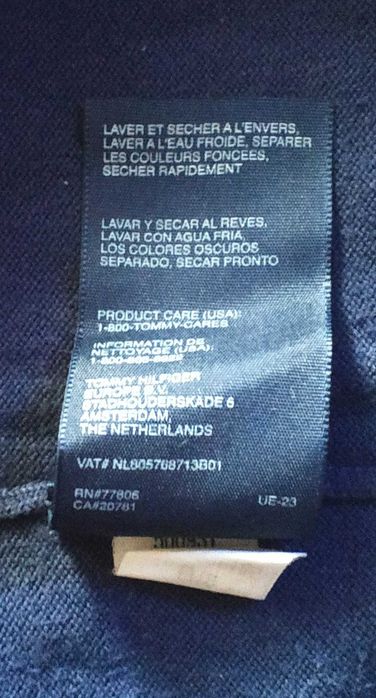 LAVER ET SECHER A L'ENVERS,
LAVER A L'EAU FROIDE, SEPARER
LES COULEURS FONCEES,
SECHER RAPIDEMENT
LAVAR Y SECAR AL REVES,
LAVAR CON AGUA FRIA,
LOS COLORES OSCUROS
SEPARADO, SECAR PRONTO
PRODUCT CARE (USA):
1-800-TOMMY-CARES
INFORMATION DE
NETTOYAGE (USA):
TOMMY HILFIGER
EUROPE B.V.
STADHOUDERSKADE 6
AMSTERDAM,
THE NETHERLANDS
VAT# NL805768713B01
RN#77806
CA#20781
UE-23